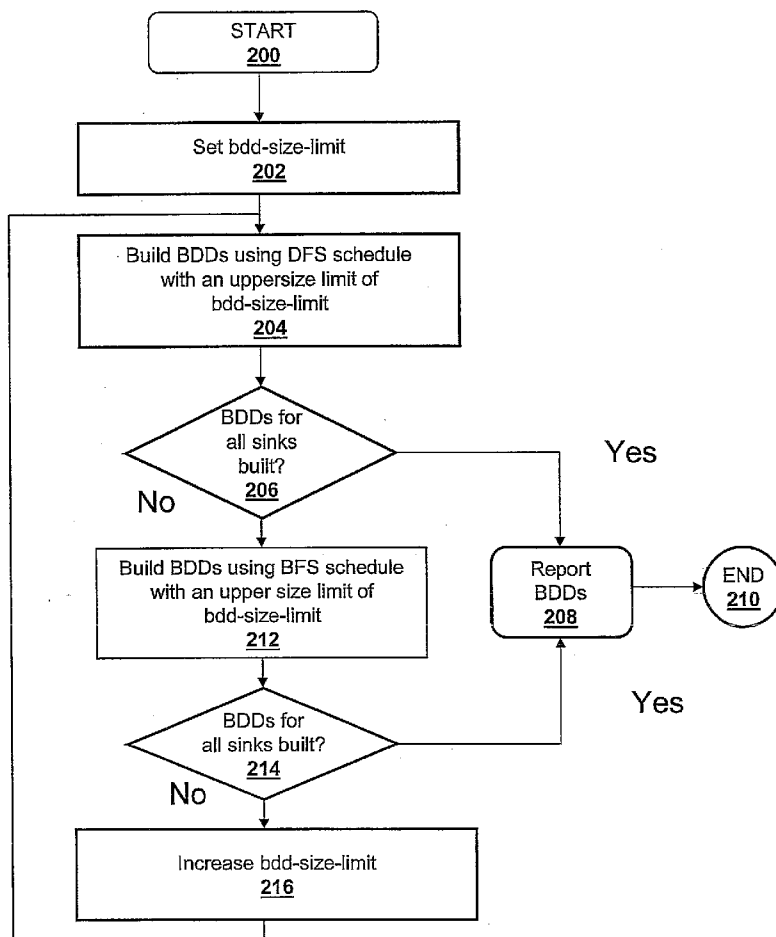 START
200
Set bdd-size-limit
202
Build BDDs using DFS schedule
with an uppersize limit of
bdd-size-limit
204
BDDs for
all sinks
built?
206
Yes
No
Build BDDs using BFS schedule
with an upper size limit of
bdd-size-limit
212
Report
BDDs
208
END
210
BDDs for
all sinks built?
214
Yes
No
Increase bdd-size-limit
216